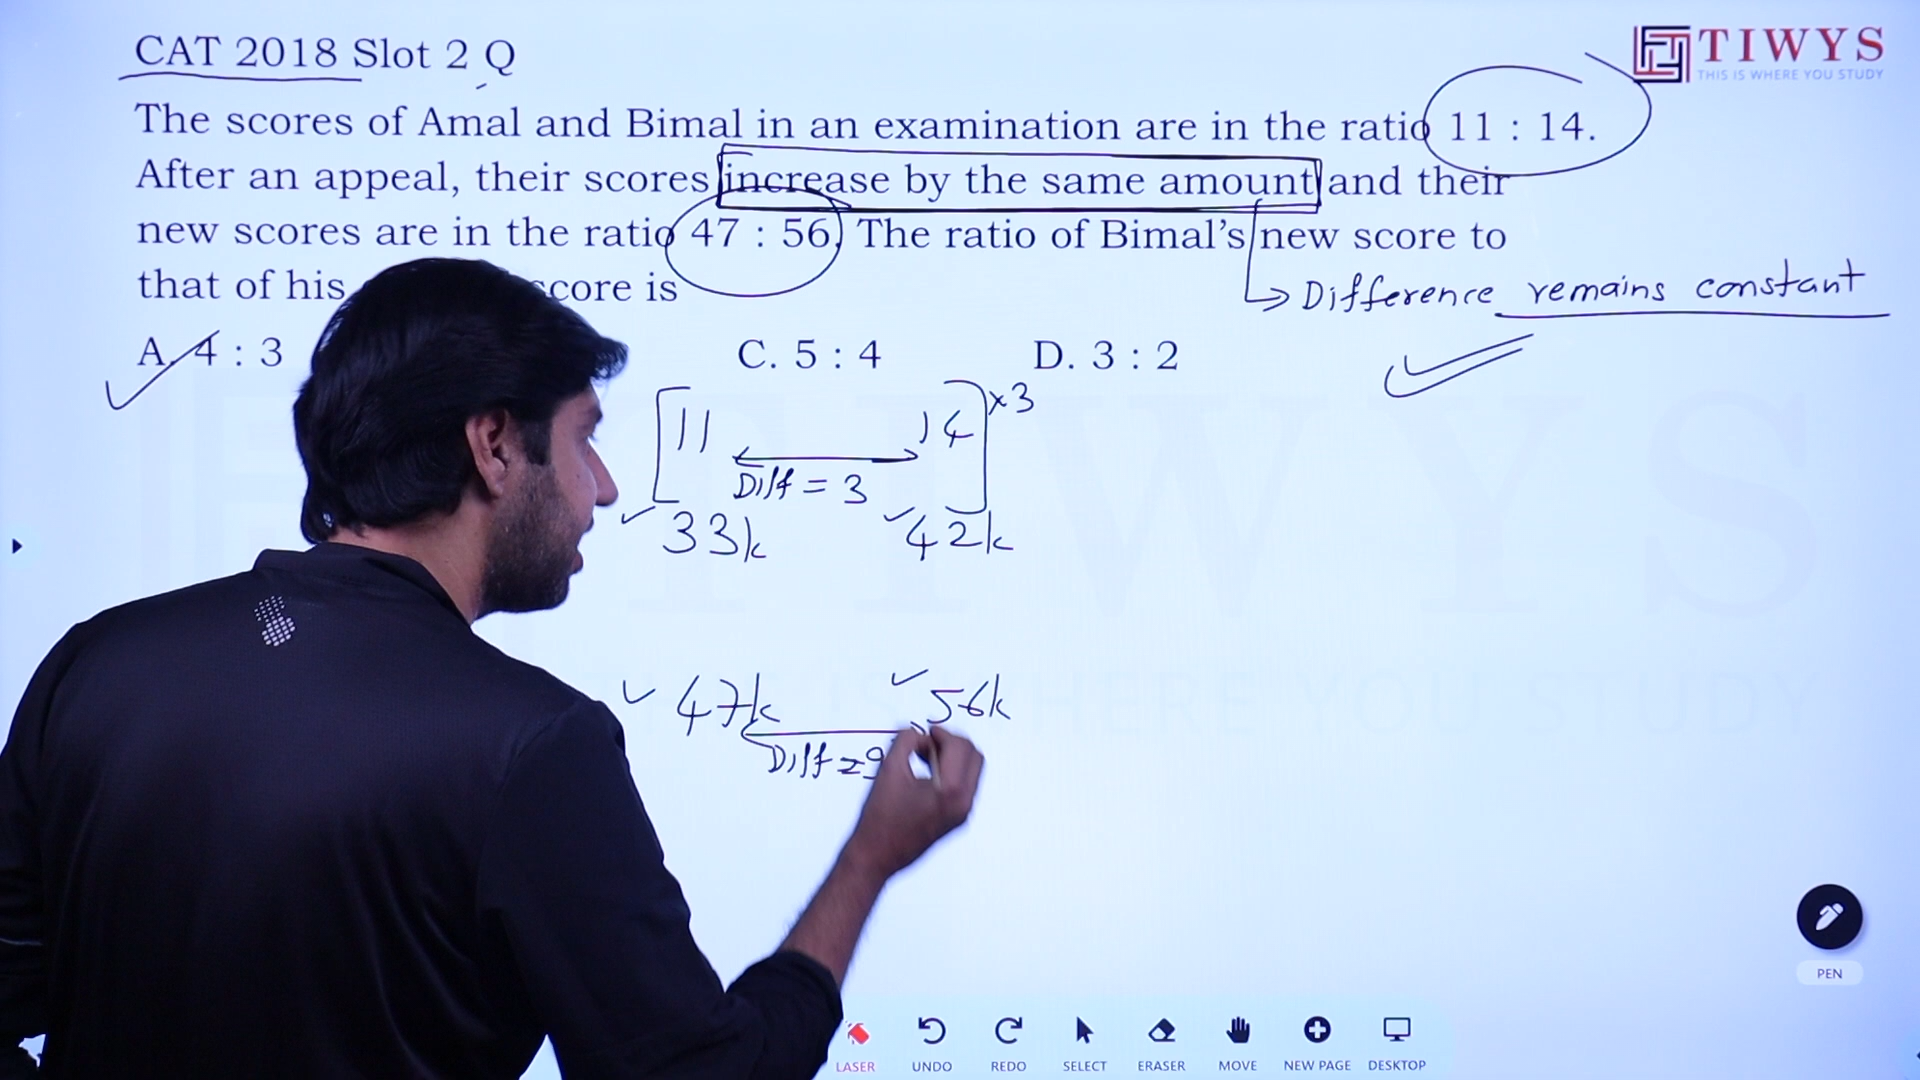 CAT 2018 Slot 2 Q
TIWYS
THIS IS WHERE YOU STUDY
The scores of Amal and Bimal in an examination are in the ratio 11 : 14.
After an appeal, their scores increase by the same amount and their
new scores are in the ratio 47 : 56. The ratio of Bimal's new score to
that of his score is
Difference remains constant
A. 4 : 3 C. 5 : 4 D. 3 : 2
11 14 ×3
Diff = 3
33k 42k
47k 56k
Diff = 9
PEN
LASER UNDO REDO SELECT ERASER MOVE NEW PAGE DESKTOP